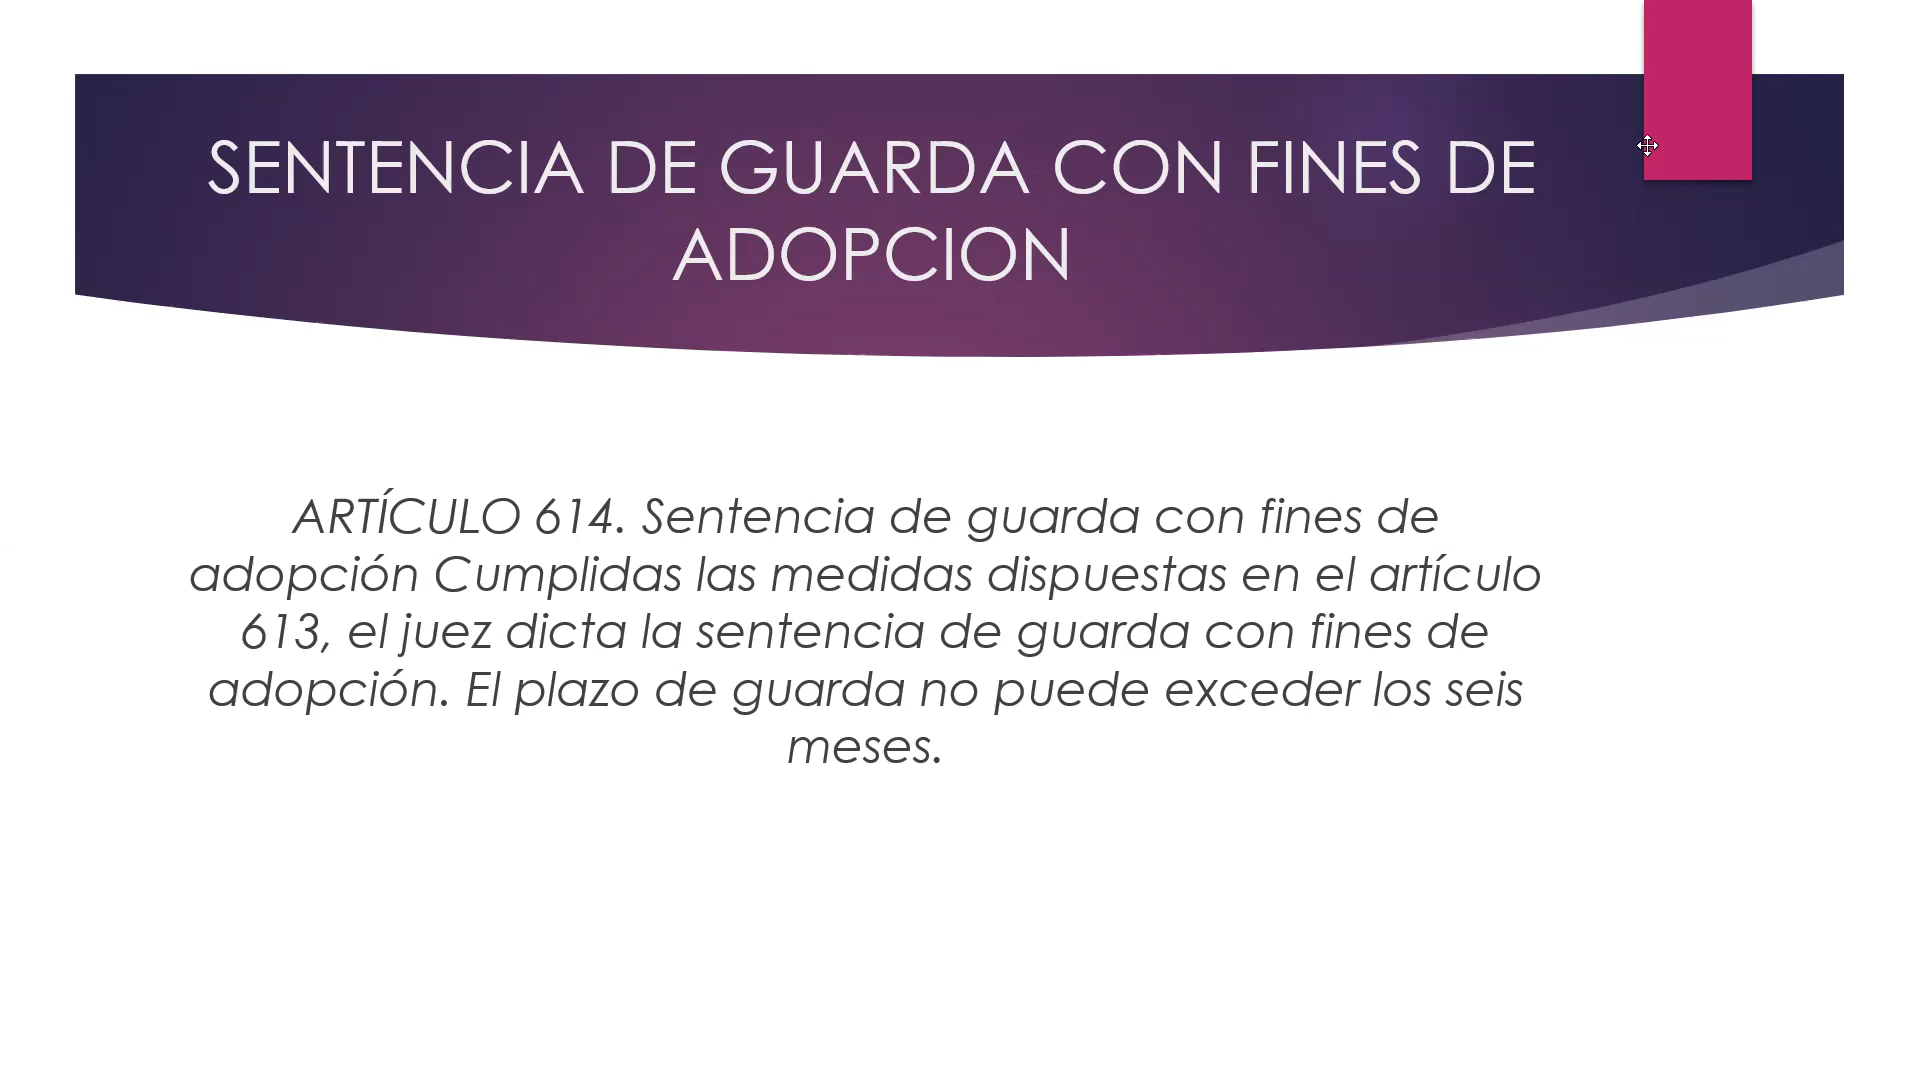 SENTENCIA DE GUARDA CON FINES DE
ADOPCION
ARTÍCULO 614. Sentencia de guarda con fines de
adopción Cumplidas las medidas dispuestas en el artículo
613, el juez dicta la sentencia de guarda con fines de
adopción. El plazo de guarda no puede exceder los seis
meses.